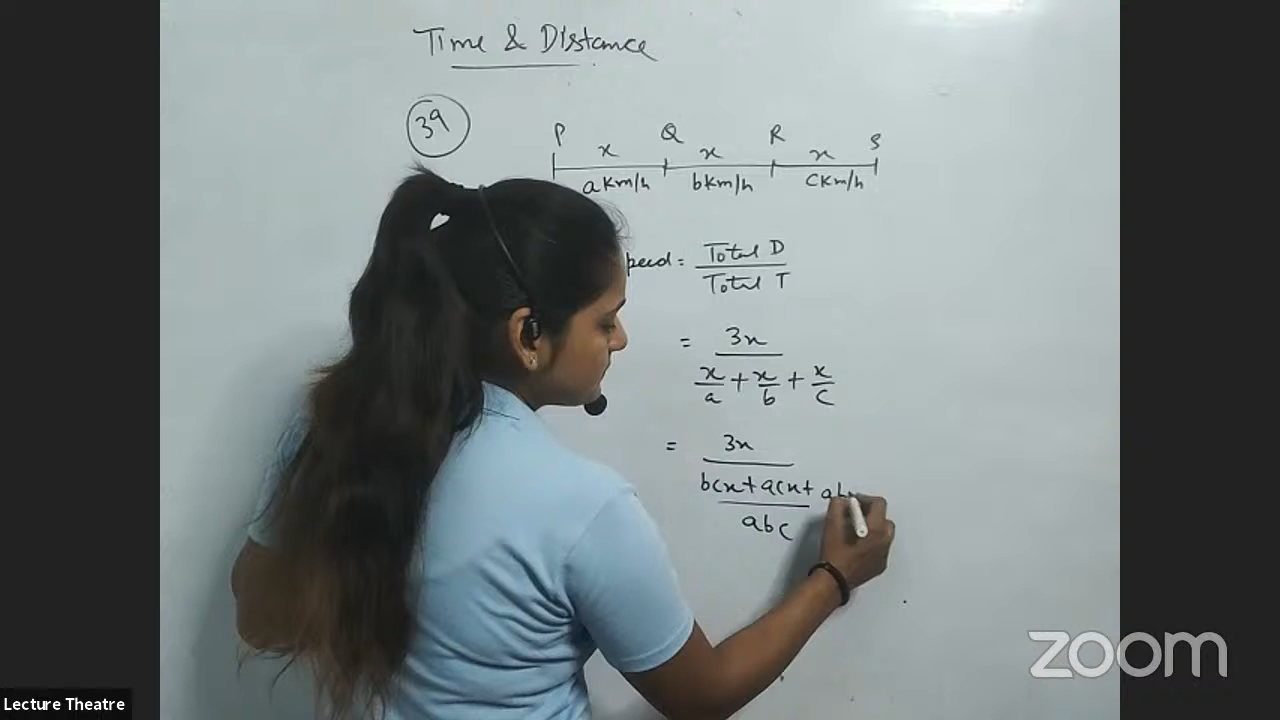 Time & Distance
39
P Q R S
x x x
a km/h b km/h c km/h
peed = Total D
Total T
= 3x
x/a + x/b + x/c
= 3x
bcx + acx + ab
abc
zoom
Lecture Theatre